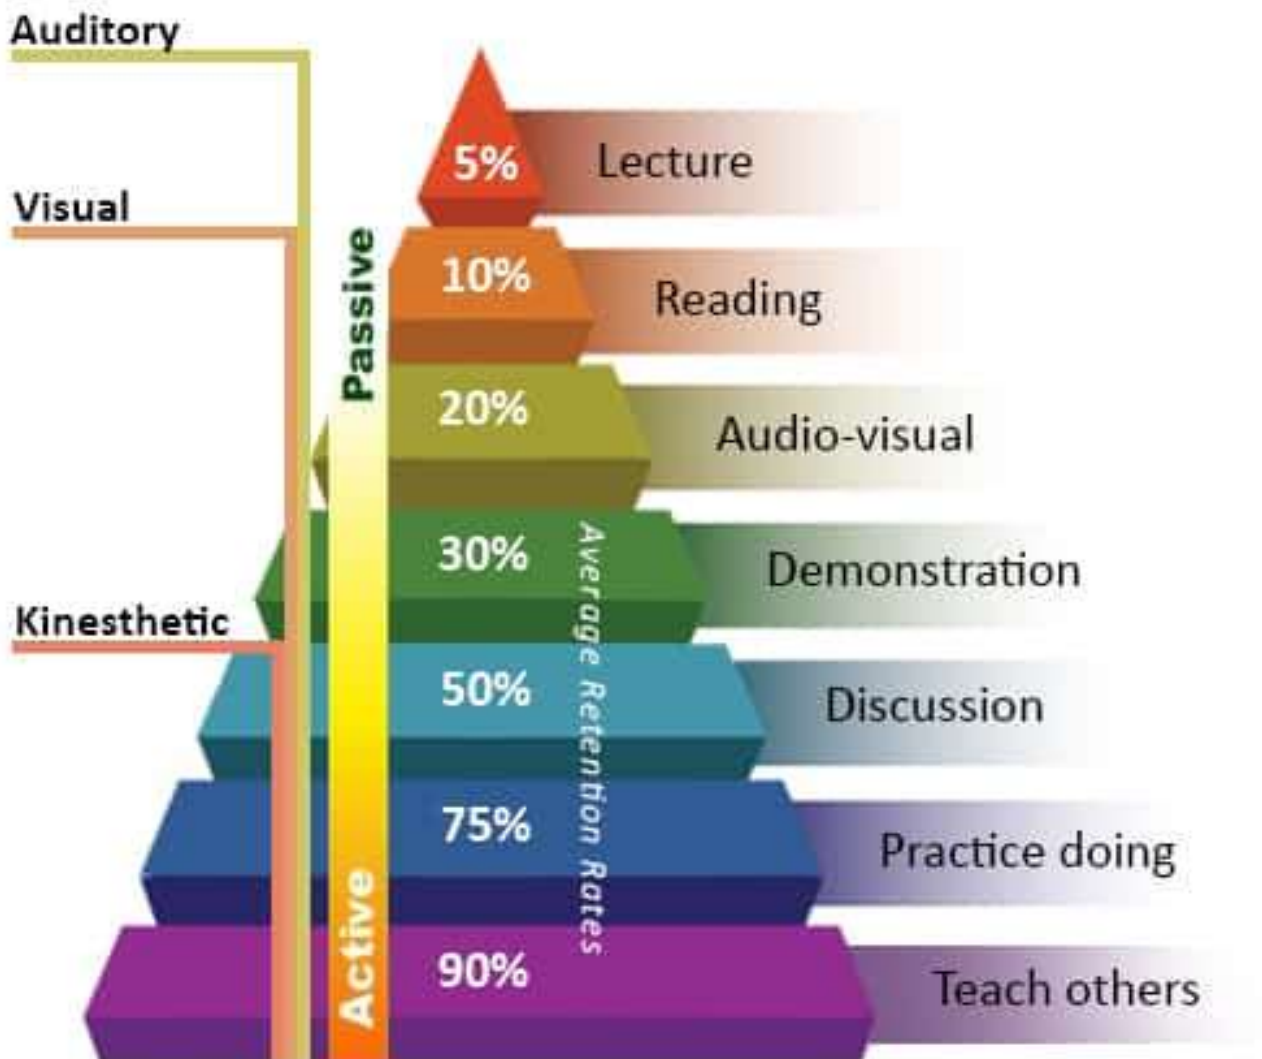 Auditory
5%
Lecture
Visual
Passive
10%
Reading
20%
Audio-visual
30%
Demonstration
Average Retention Rates
Kinesthetic
50%
Discussion
75%
Practice doing
Active
90%
Teach others